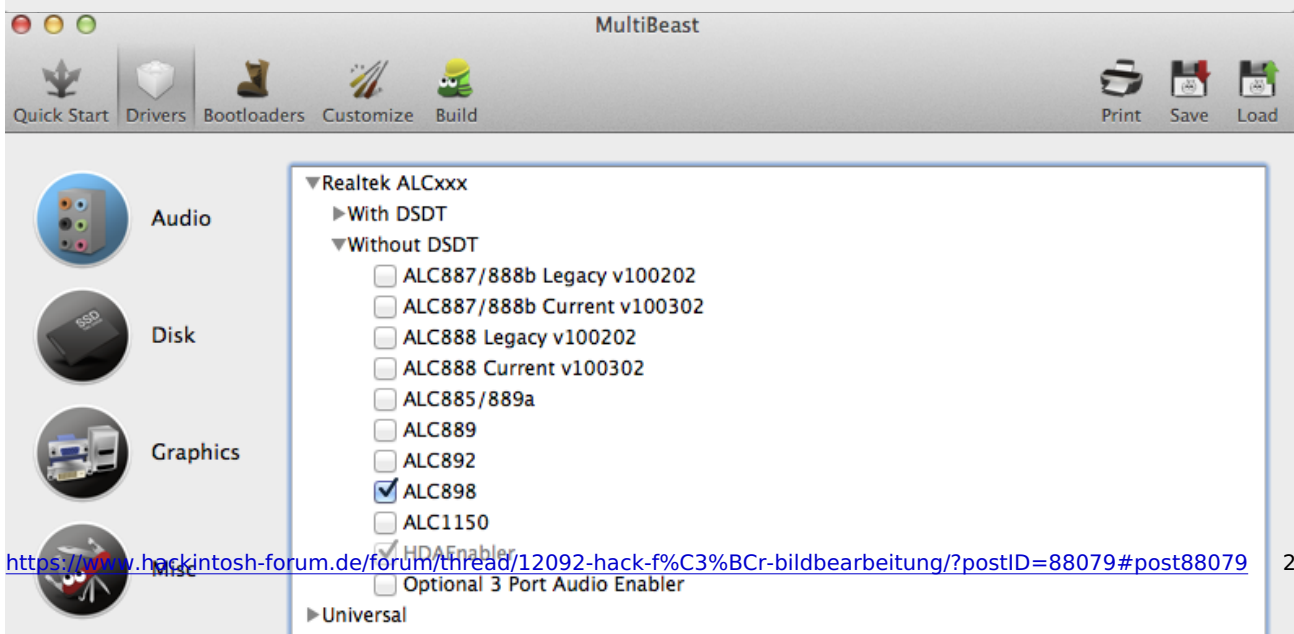 MultiBeast
Quick Start Drivers Bootloaders Customize Build Print Save Load
Realtek ALCxxx
Audio
With DSDT
Without DSDT
ALC887/888b Legacy v100202
ALC887/888b Current v100302
SSD
Disk
ALC888 Legacy v100202
ALC888 Current v100302
ALC885/889a
ALC889
Graphics
ALC892
ALC898
ALC1150
HDAEnabler
https://www.hackintosh-forum.de/forum/thread/12092-hack-f%C3%BCr-bildbearbeitung/?postID=88079#post88079 2
Misc
Optional 3 Port Audio Enabler
Universal